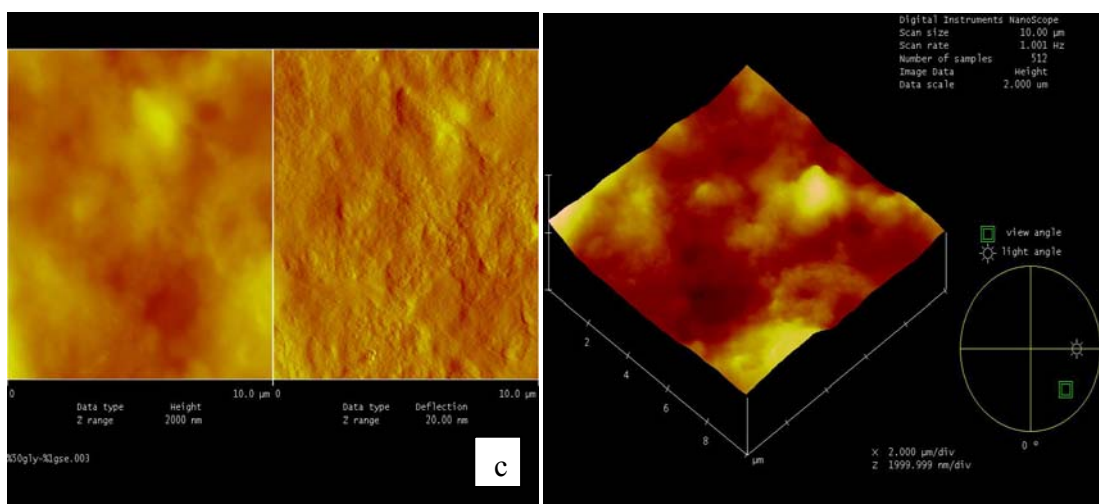 0
10.0 µm
0
10.0 µm
Data type Height
Z range 2000 nm
Data type Deflection
Z range 20.00 nm
%50gly-%1gse.003
c
Digital Instruments NanoScope
Scan size 10.00 µm
Scan rate 1.001 Hz
Number of samples 512
Image Data Height
Data scale 2.000 um
view angle
light angle
2
4
6
8
µm
X 2.000 µm/div
Z 1999.999 nm/div
0 °